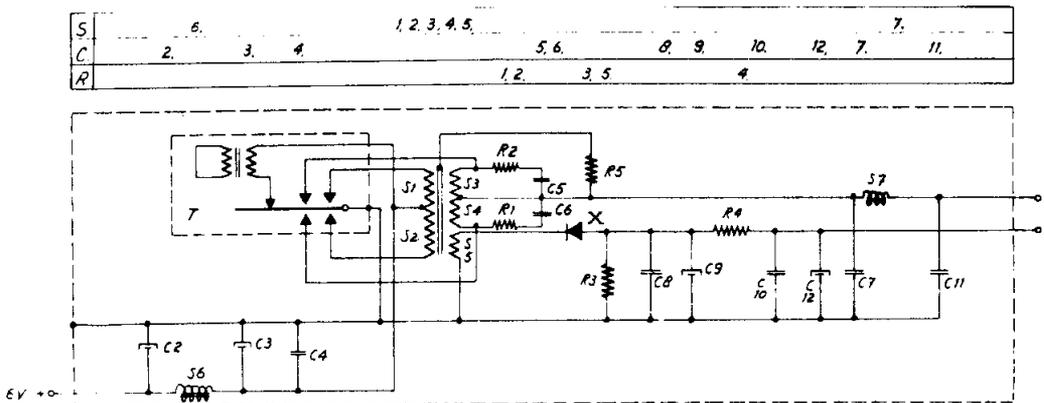 S 6. 1, 2, 3, 4, 5, 7.
C 2. 3. 4. 5, 6. 8. 9. 10. 12. 7. 11.
R 1, 2. 3, 5. 4.
R2
R5
S1 S3 C5 S7
T S2 S4 R1 C6 X R4
S5
R3 C8 C9 C10 C12 C7 C11
C2 C3 C4
S6
6V +